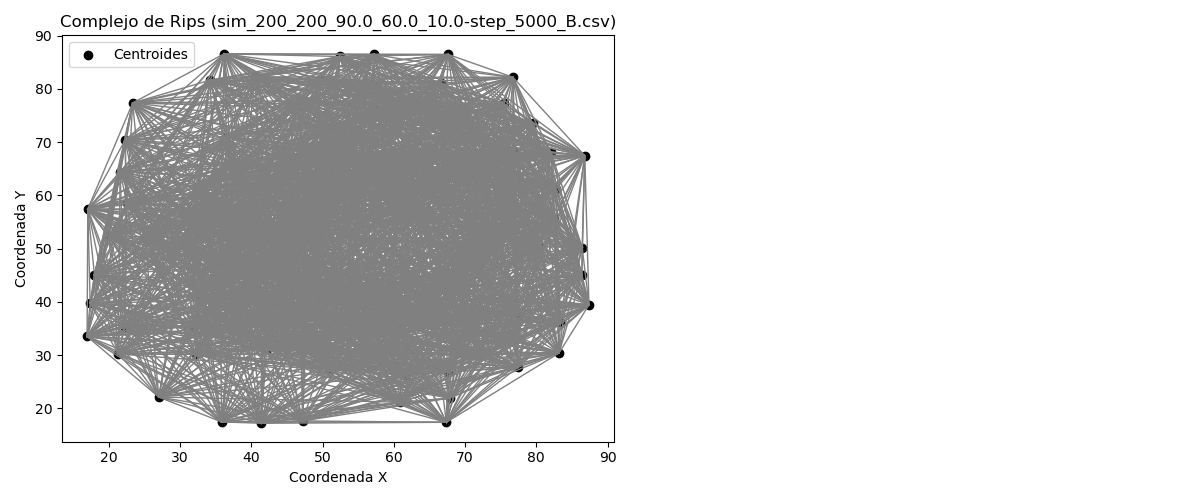 Complejo de Rips (sim_200_200_90.0_60.0_10.0-step_5000_B.csv)
Centroides
90
80
70
60
50
40
30
20
Coordenada Y
20 30 40 50 60 70 80 90
Coordenada X